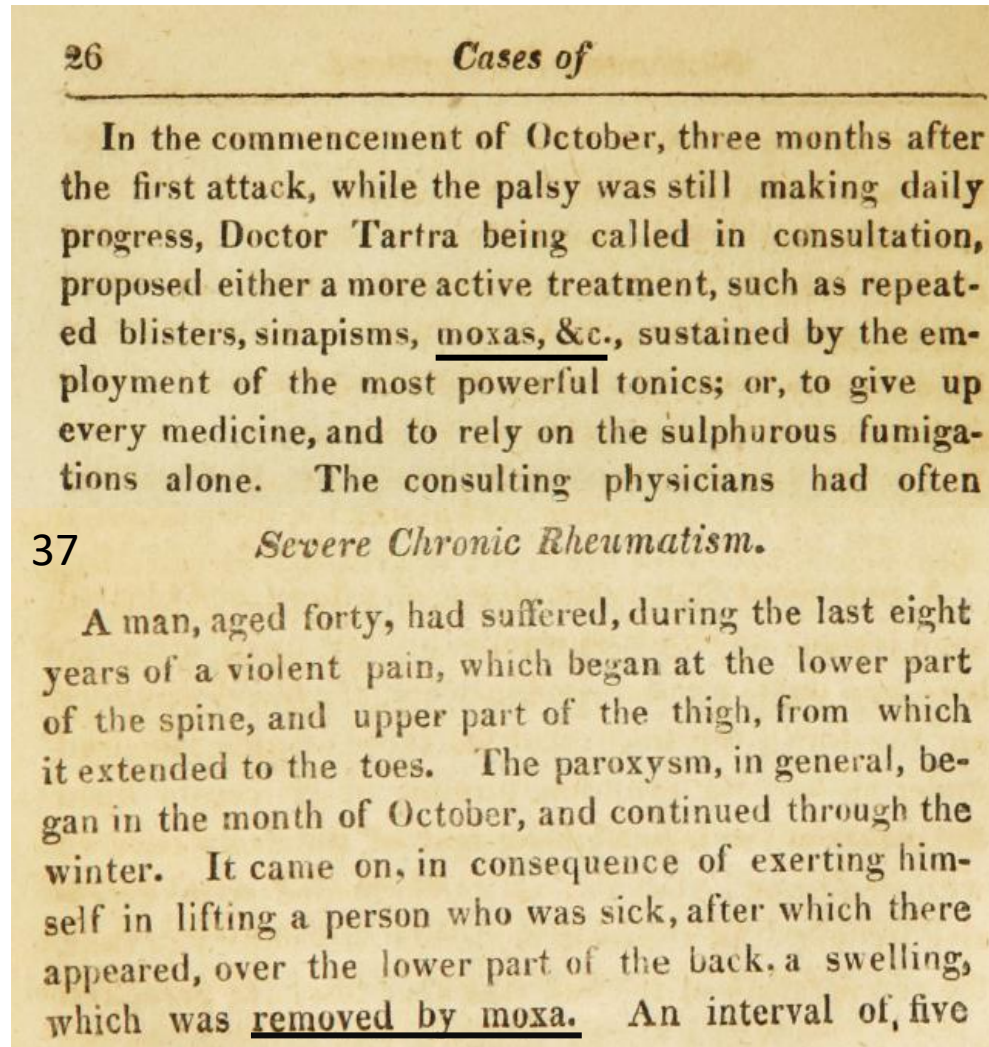 26 Cases of
In the commencement of October, three months after
the first attack, while the palsy was still making daily
progress, Doctor Tartra being called in consultation,
proposed either a more active treatment, such as repeat-
ed blisters, sinapisms, moxas, &c., sustained by the em-
ployment of the most powerful tonics; or, to give up
every medicine, and to rely on the sulphurous fumiga-
tions alone. The consulting physicians had often
37 Severe Chronic Rheumatism.
A man, aged forty, had suffered, during the last eight
years of a violent pain, which began at the lower part
of the spine, and upper part of the thigh, from which
it extended to the toes. The paroxysm, in general, be-
gan in the month of October, and continued through the
winter. It came on, in consequence of exerting him-
self in lifting a person who was sick, after which there
appeared, over the lower part of the back, a swelling,
which was removed by moxa. An interval of, five